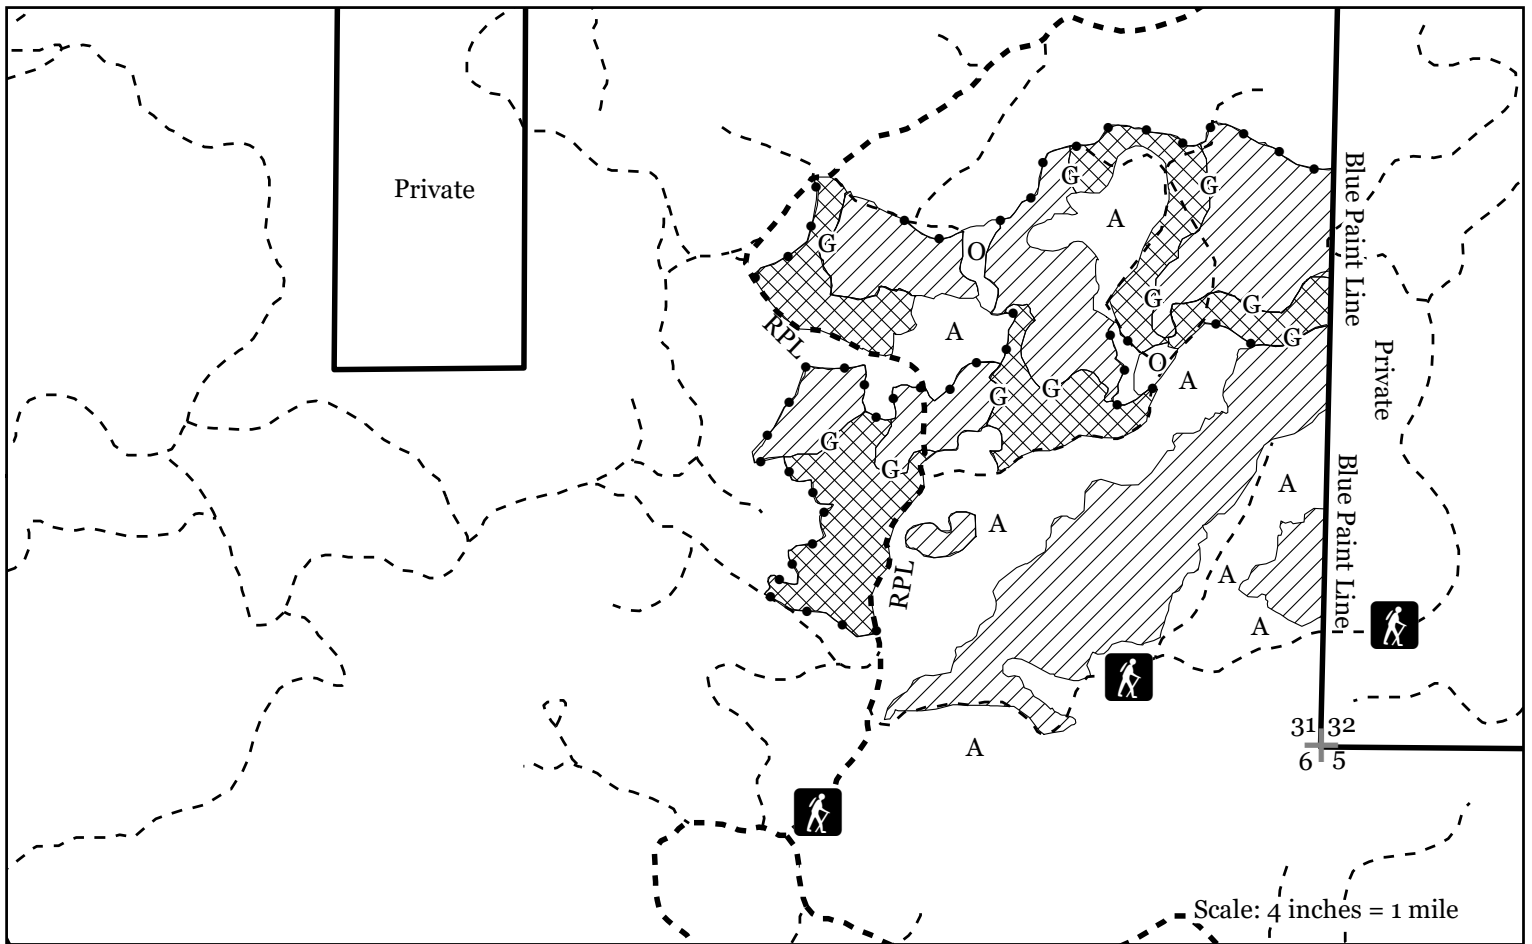 Private
G
G
A
O
G
Blue Paint Line
G
G
RPL
A
O
G
A
Private
G
G
G
G
Blue Paint Line
A
A
RPL
A
A
31 32
6 5
A
Scale: 4 inches = 1 mile